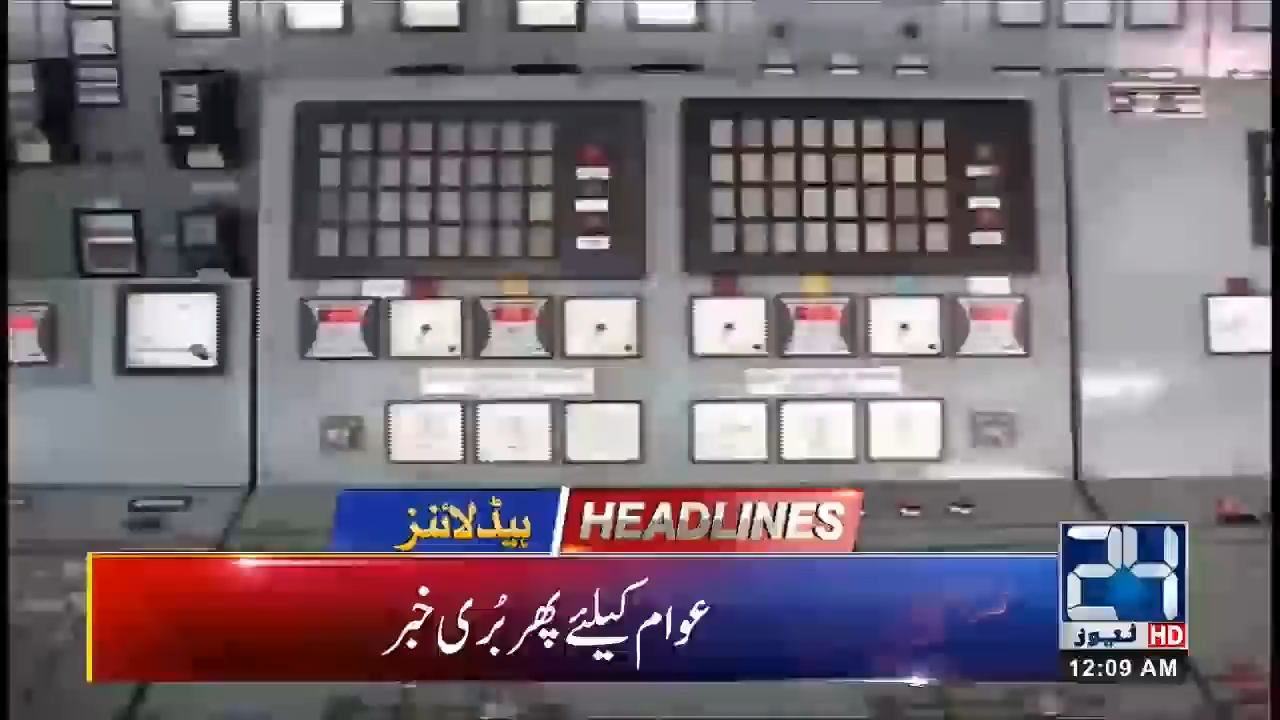 ہیڈلائنز HEADLINES
عوام کیلئے پھر بُری خبر
24
نیوز HD
12:09 AM